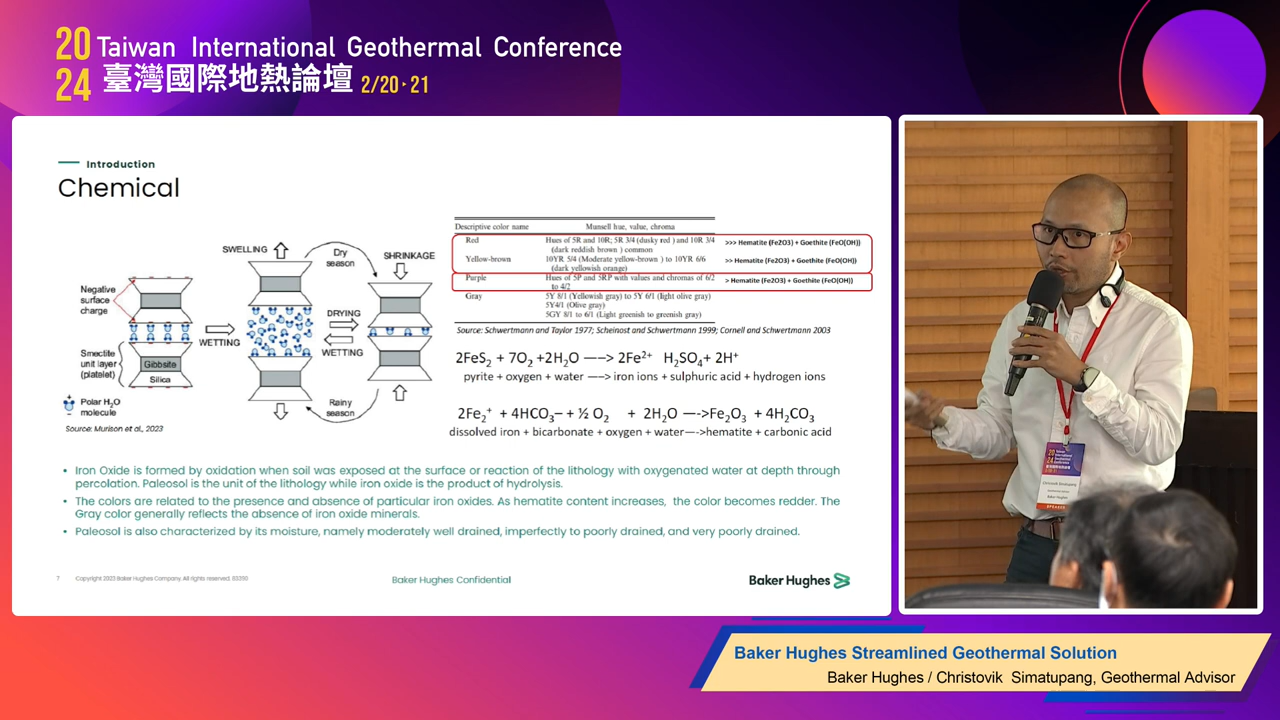 2024
Taiwan International Geothermal Conference
臺灣國際地熱論壇 2/20-21
Introduction
Chemical
SWELLING
Dry season
SHRINKAGE
Negative surface charge
WETTING
DRYING
WETTING
Smectite unit layer (platelet)
Gibbsite
Silica
Rainy season
Polar H₂O molecule
Source: Murison et al., 2023
Descriptive color name Munsell hue, value, chroma
Red Hues of 5R and 10R; 5R 3/4 (dusky red ) and 10R 3/4
(dark reddish brown ) common
>>> Hematite (Fe2O3) + Goethite (FeO(OH))
Yellow-brown 10YR 5/4 (Moderate yellow-brown ) to 10YR 6/6
(dark yellowish orange)
>> Hematite (Fe2O3) + Goethite (FeO(OH))
Purple Hues of 5P and 5RP with values and chromas of 6/2
to 4/2
> Hematite (Fe2O3) + Goethite (FeO(OH))
Gray 5Y 8/1 (Yellowish gray) to 5Y 6/1 (light olive gray)
5Y4/1 (Olive gray)
5GY 8/1 to 6/1 (Light greenish to greenish gray)
Source: Schwertmann and Taylor 1977; Scheinost and Schwertmann 1999; Cornell and Schwertmann 2003
2FeS₂ + 7O₂ +2H₂O —–> 2Fe²⁺ H₂SO₄+ 2H⁺
pyrite + oxygen + water —–> iron ions + sulphuric acid + hydrogen ions
2Fe₂⁺ + 4HCO₃– + ½ O₂ + 2H₂O —->Fe₂O₃ + 4H₂CO₃
dissolved iron + bicarbonate + oxygen + water—->hematite + carbonic acid
• Iron Oxide is formed by oxidation when soil was exposed at the surface or reaction of the lithology with oxygenated water at depth through
percolation. Paleosol is the unit of the lithology while iron oxide is the product of hydrolysis.
• The colors are related to the presence and absent of particular iron oxides. As hematite content increases, the color becomes redder. The
Gray color generally reflects the absence of iron oxide minerals.
• Paleosol is also characterized by its moisture, namely moderately well drained, imperfectly to poorly drained, and very poorly drained.
7 Copyright 2023 Baker Hughes Company. All rights reserved.
Baker Hughes Confidential
Baker Hughes
Baker Hughes
SPEAKER
Baker Hughes Streamlined Geothermal Solution
Baker Hughes / Christovik Simatupang, Geothermal Advisor